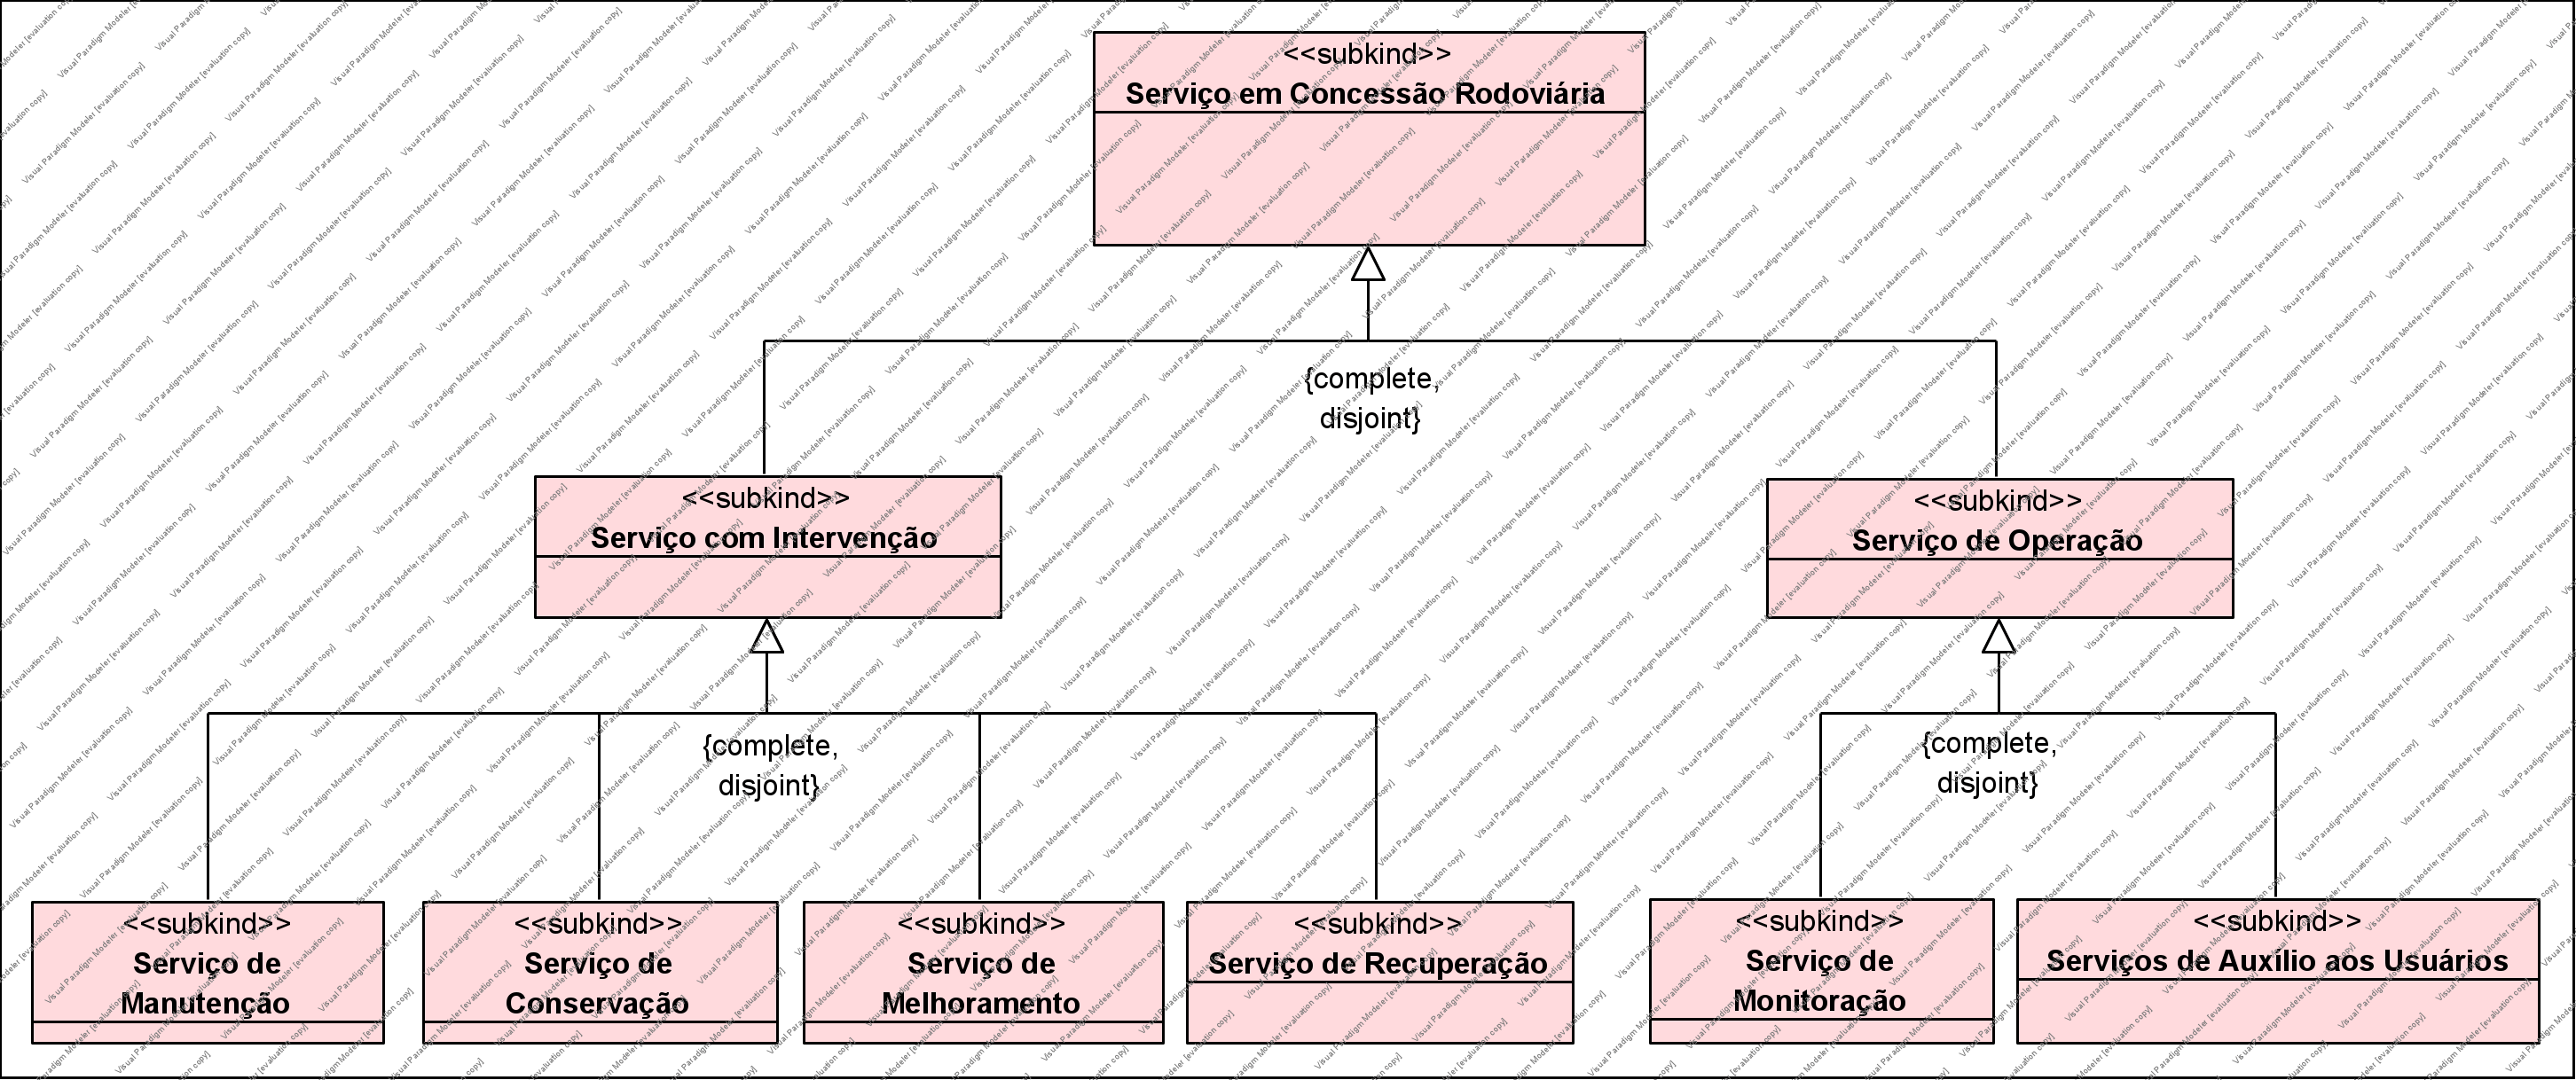 <<subkind>>
Serviço em Concessão Rodoviária
{complete,
disjoint}
<<subkind>>
Serviço com Intervenção
<<subkind>>
Serviço de Operação
{complete,
disjoint}
{complete,
disjoint}
<<subkind>>
Serviço de
Manutenção
<<subkind>>
Serviço de
Conservação
<<subkind>>
Serviço de
Melhoramento
<<subkind>>
Serviço de Recuperação
<<subkind>>
Serviço de
Monitoração
<<subkind>>
Serviços de Auxílio aos Usuários
Visual Paradigm Modeler [evaluation copy]